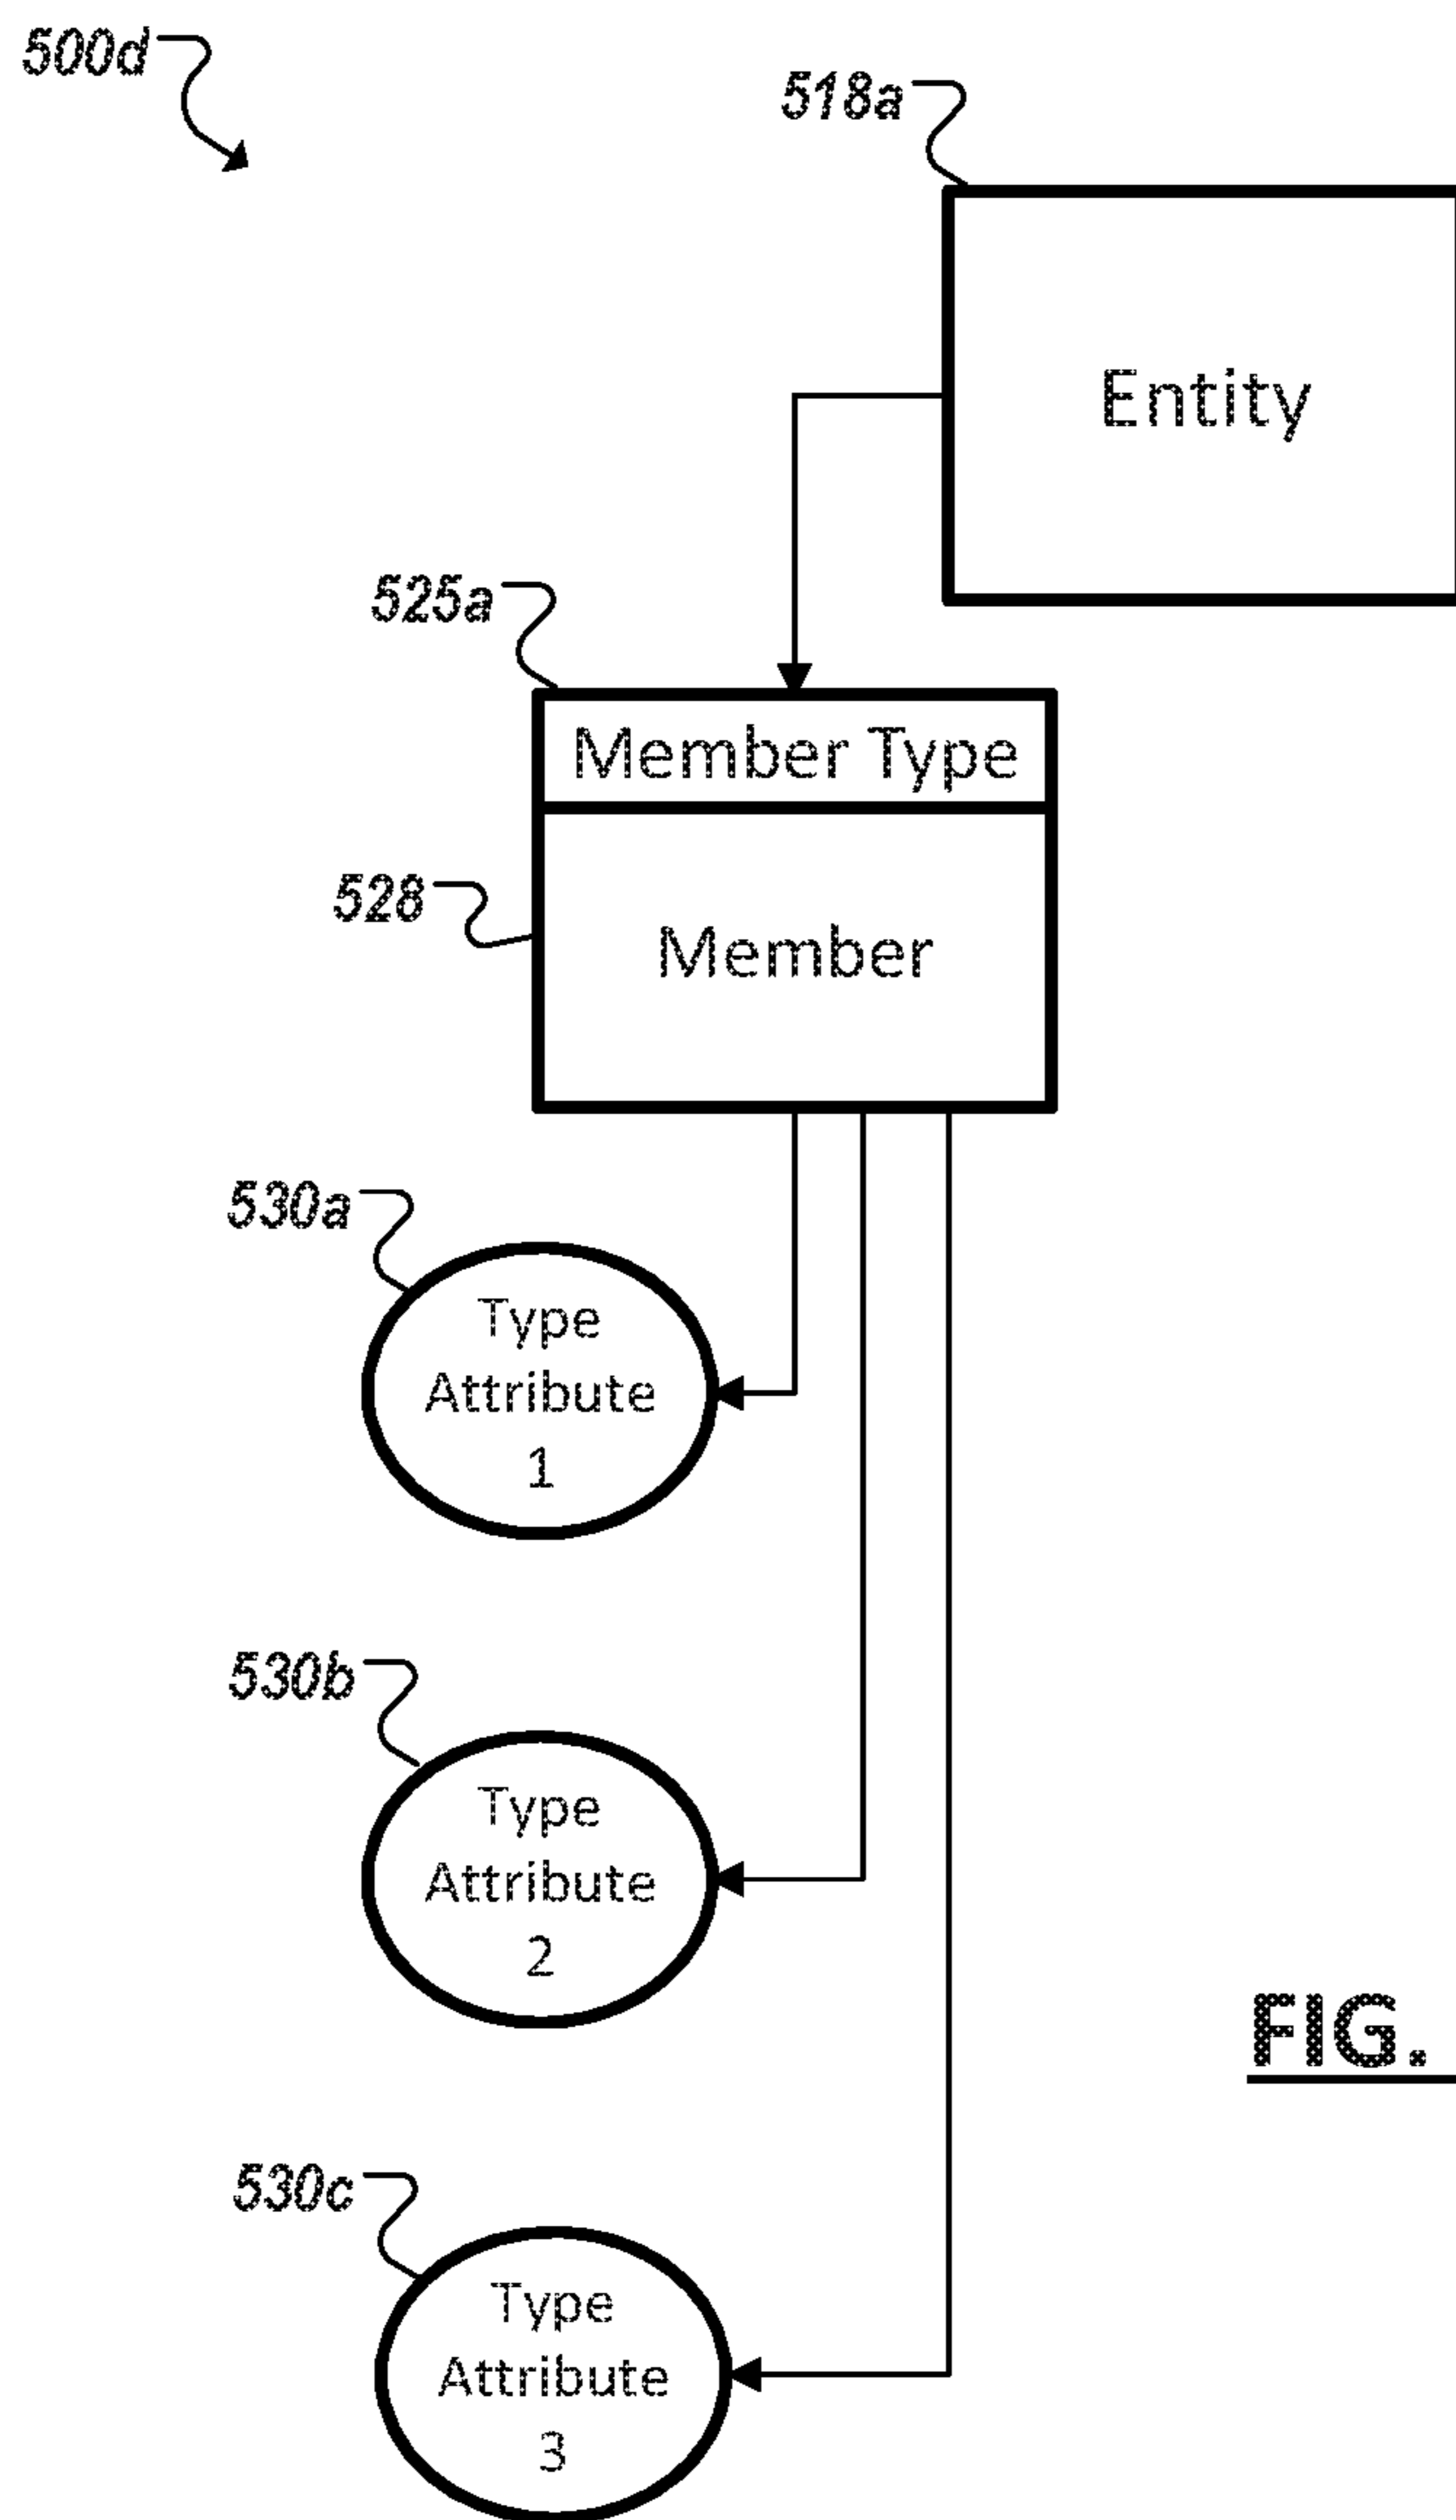 500d
518a
Entity
525a
Member Type
528
Member
530a
Type
Attribute
1
530b
Type
Attribute
2
FIG.
530c
Type
Attribute
3